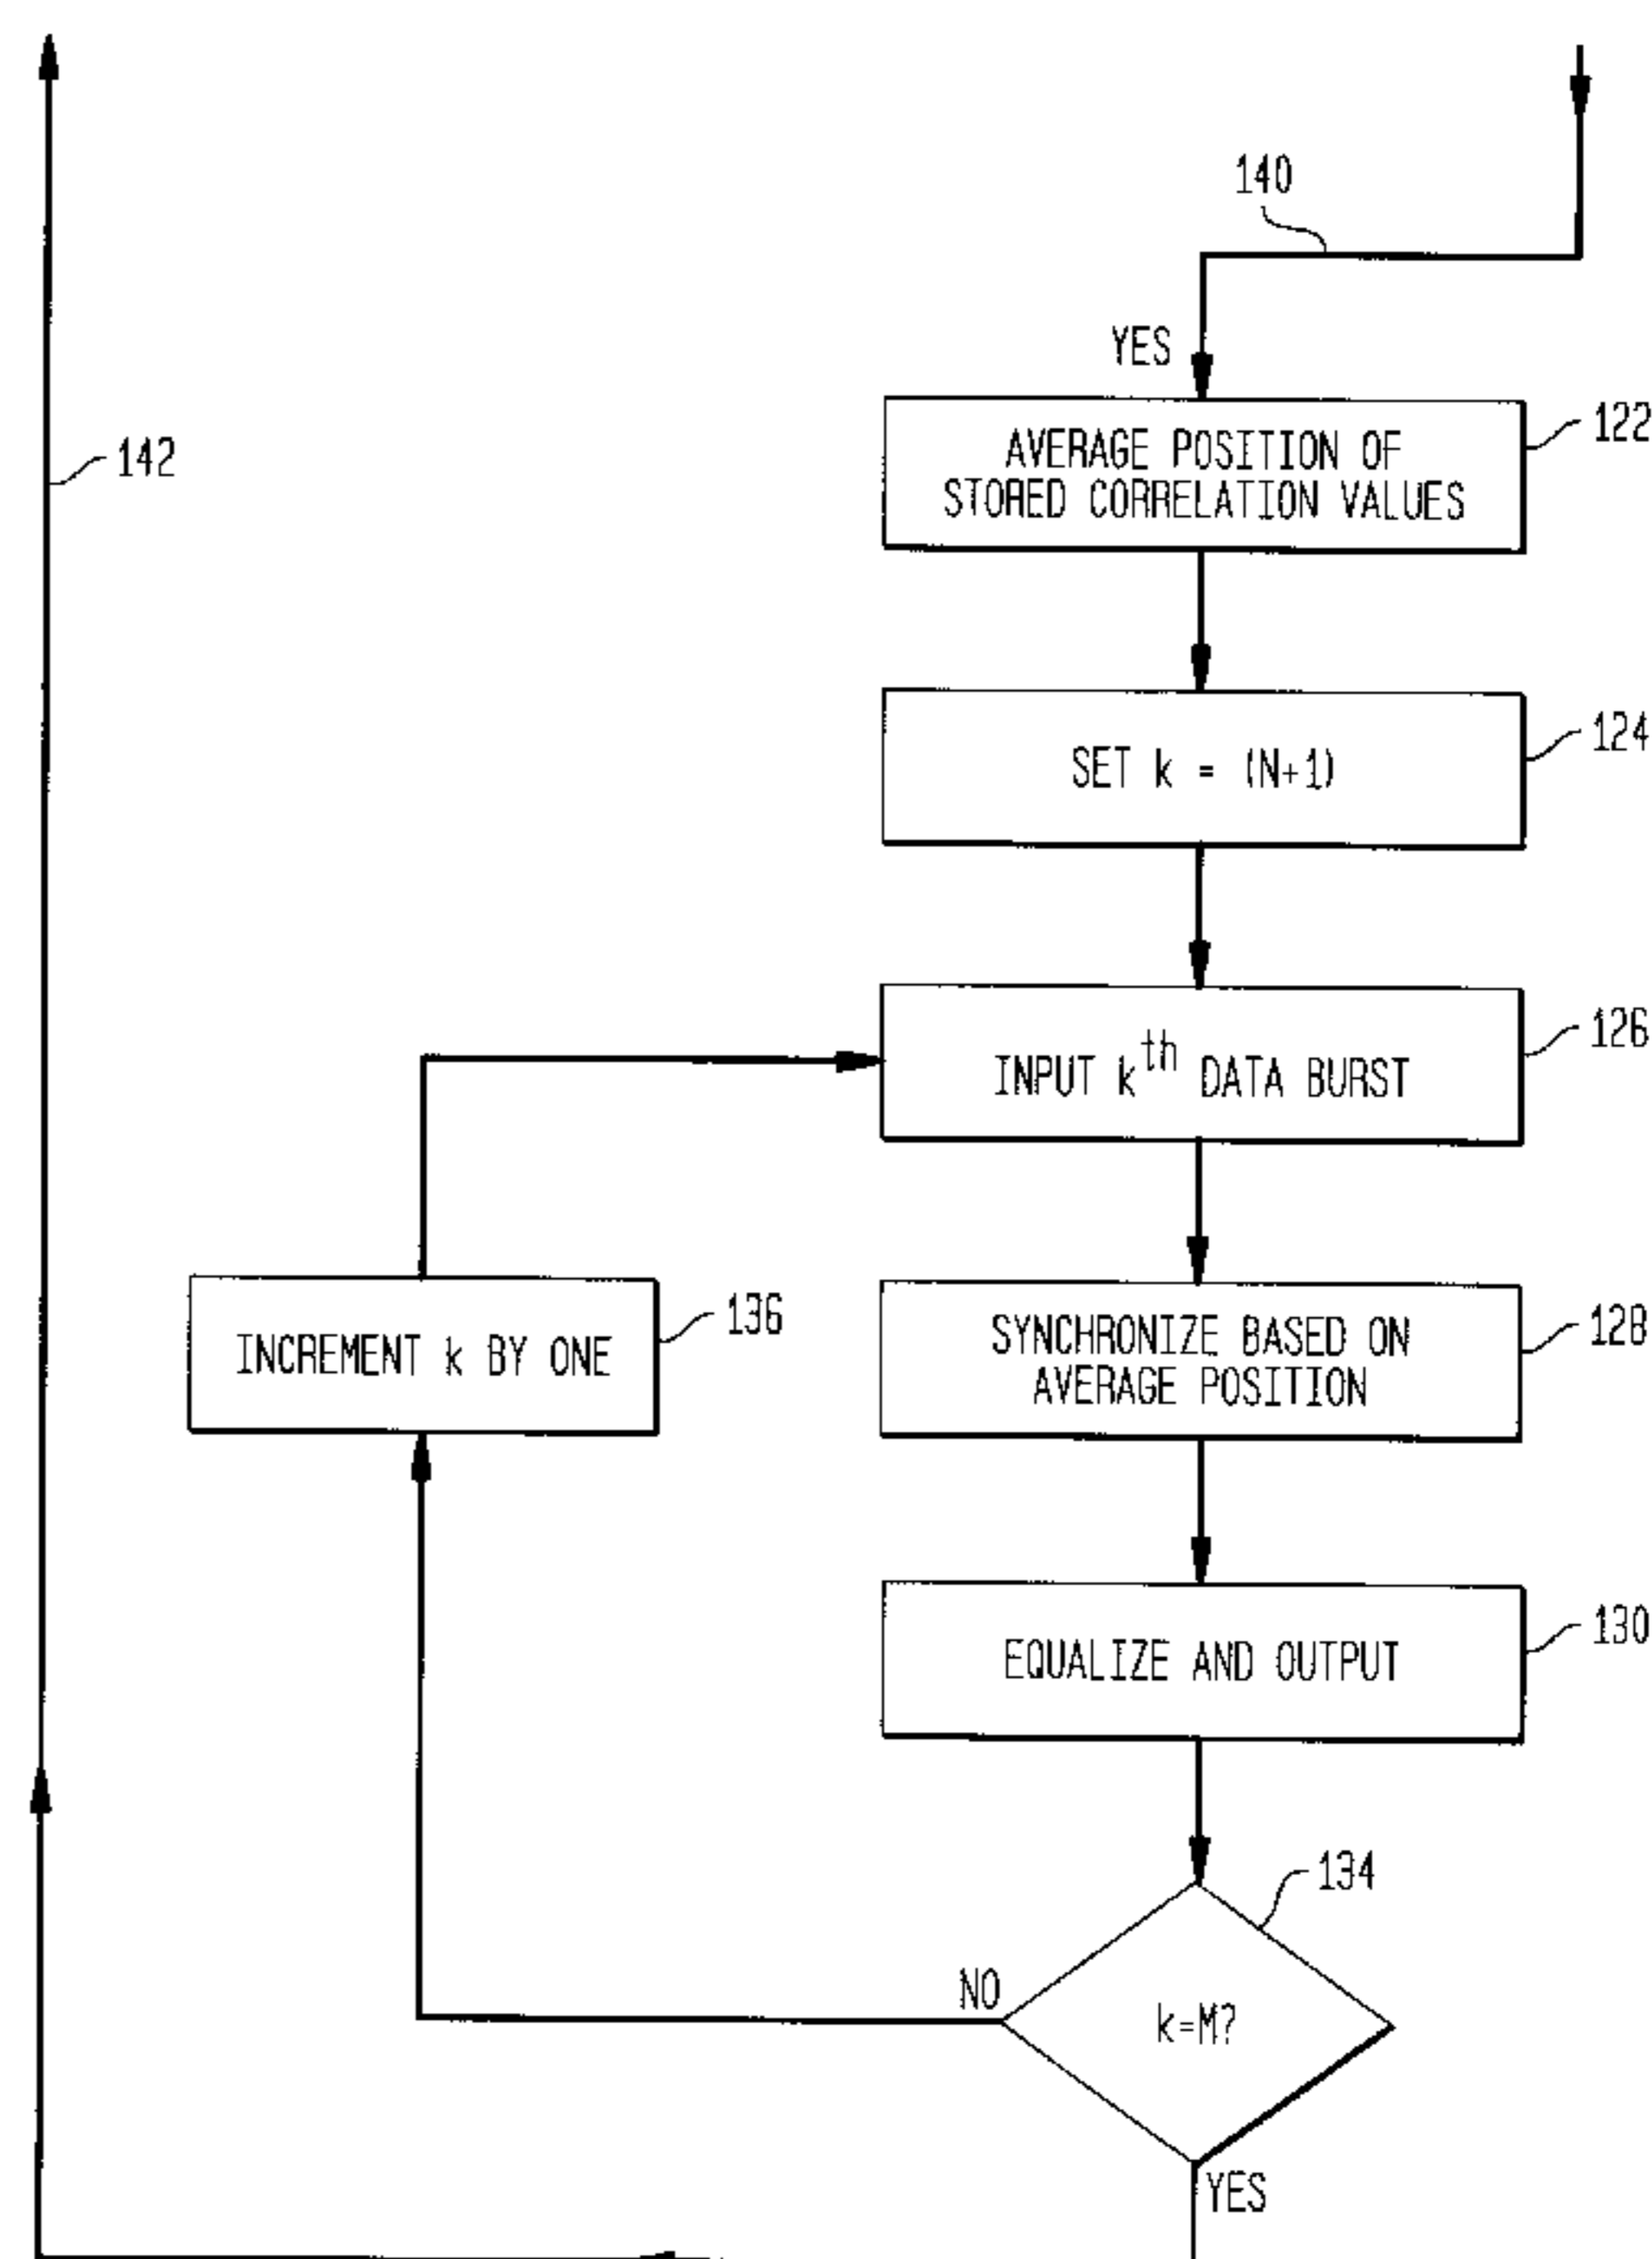 140
YES
142
AVERAGE POSITION OF
STORED CORRELATION VALUES
122
SET k = (N+1)
124
INPUT kth DATA BURST
126
INCREMENT k BY ONE
136
SYNCHRONIZE BASED ON
AVERAGE POSITION
128
EQUALIZE AND OUTPUT
130
134
NO
k=M?
YES